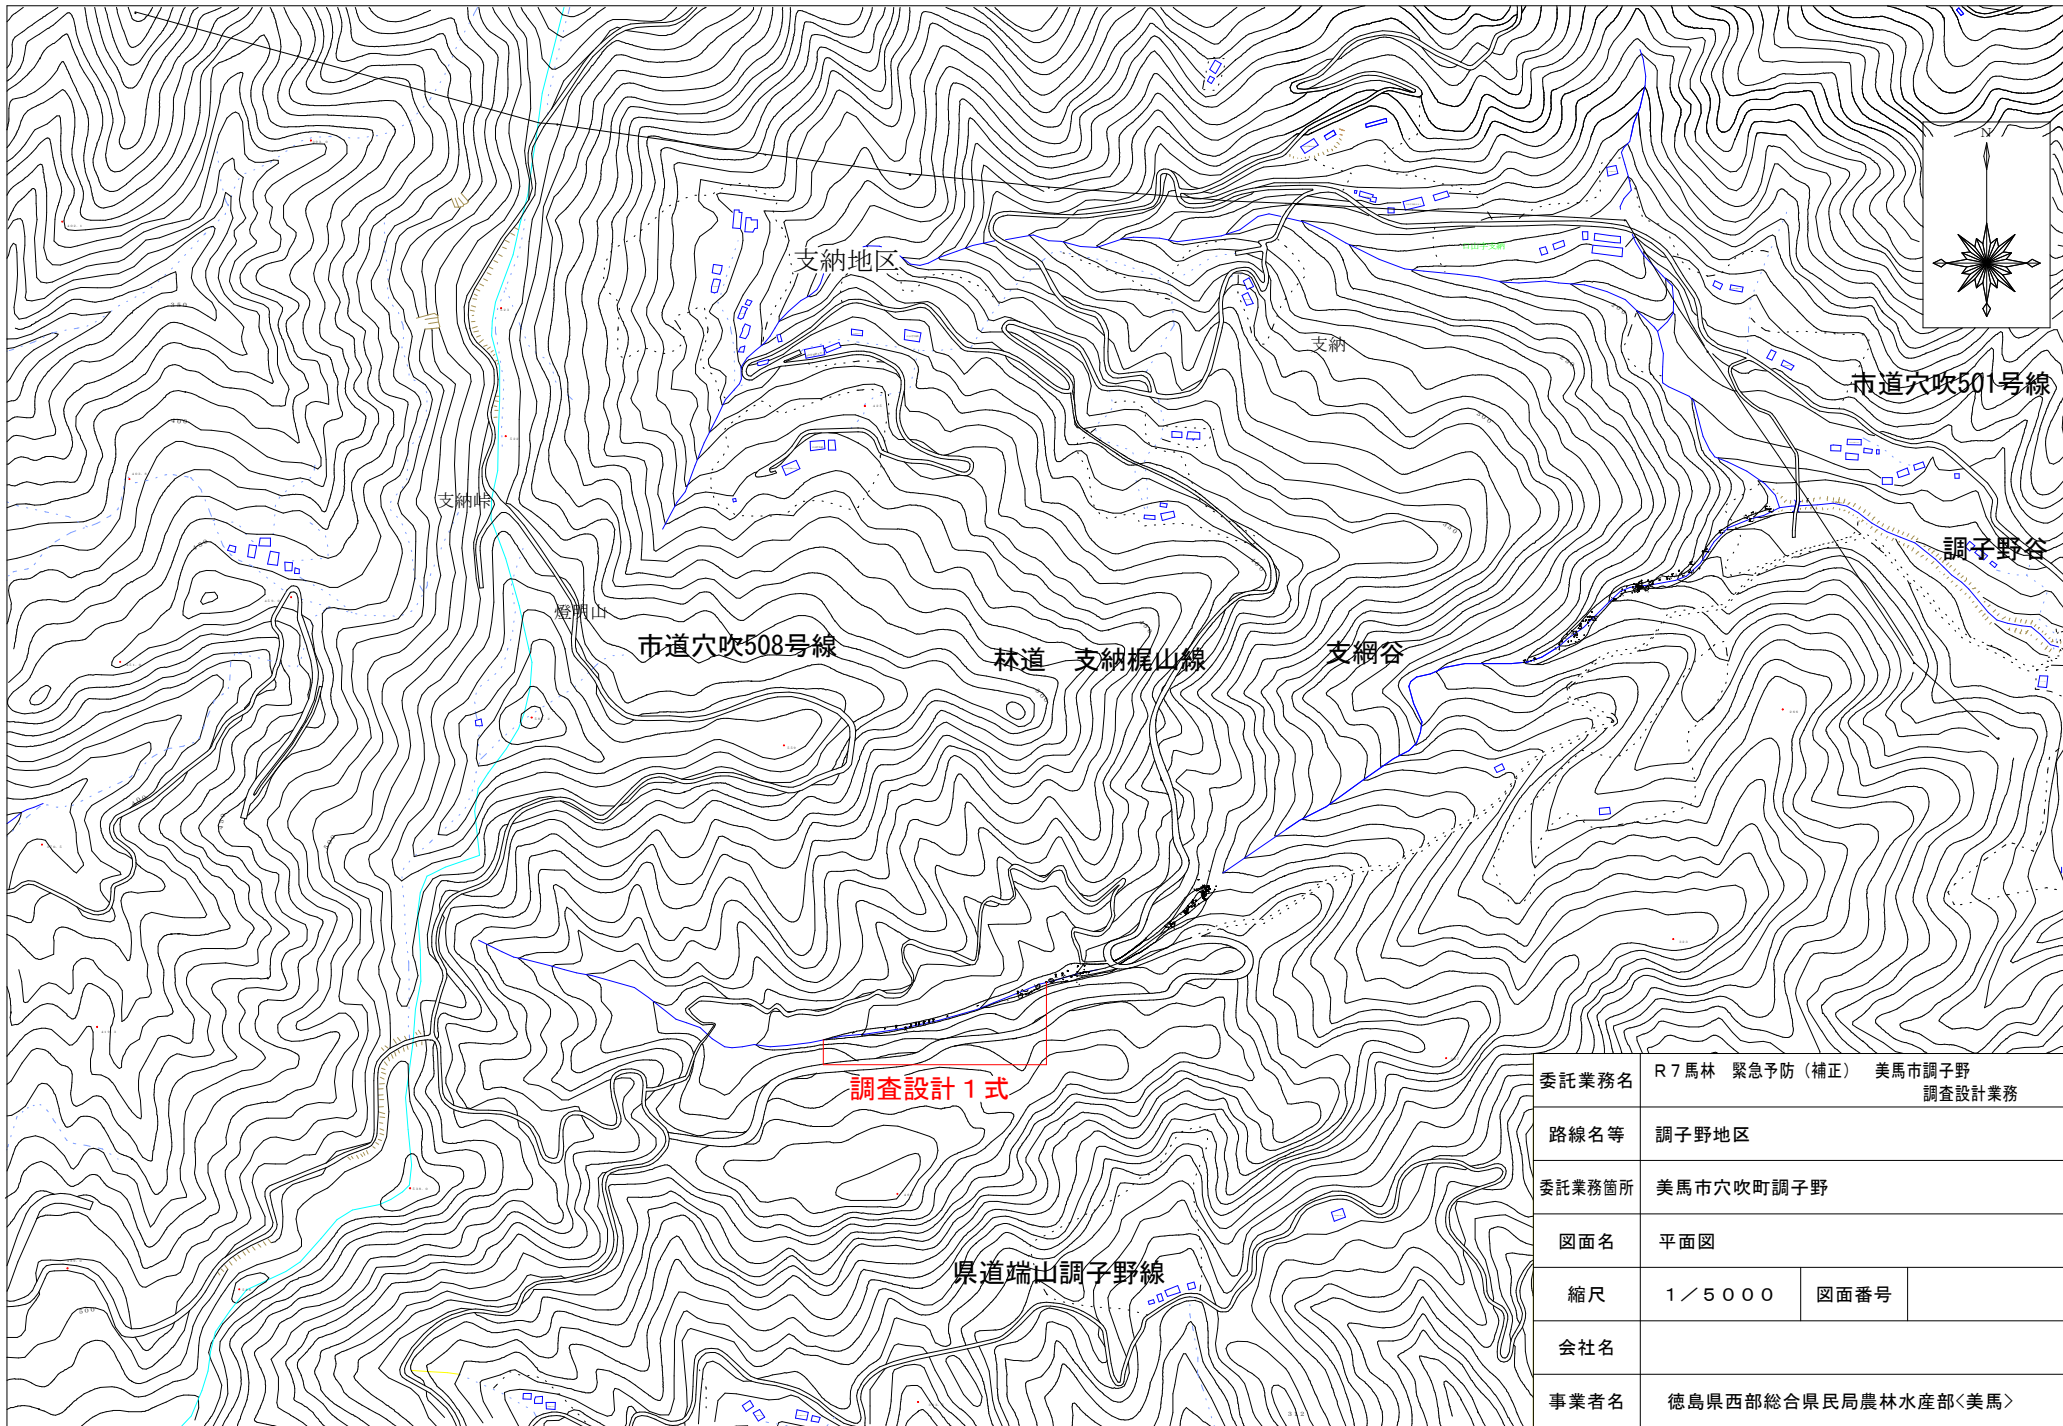 N
支納地区
支納
市道穴吹501号線
支納峠
調子野谷
燈明山
市道穴吹508号線
林道　支納梶山線
支綱谷
調査設計１式
県道端山調子野線
500
312
委託業務名
Ｒ７馬林　緊急予防（補正）　美馬市調子野
調査設計業務
路線名等
調子野地区
委託業務箇所
美馬市穴吹町調子野
図面名
平面図
縮尺
１／５０００
図面番号
会社名
事業者名
徳島県西部総合県民局農林水産部<美馬>